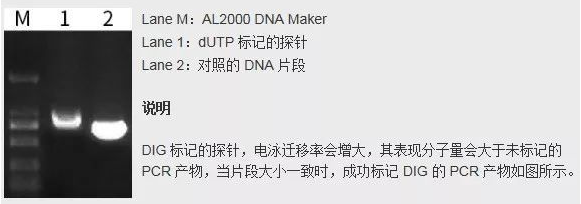 M 1 2
Lane M：AL2000 DNA Maker
Lane 1：dUTP 标记的探针
Lane 2：对照的 DNA 片段
说明
DIG 标记的探针，电泳迁移率会增大，其表现分子量会大于未标记的
PCR 产物，当片段大小一致时，成功标记 DIG 的 PCR 产物如图所示。